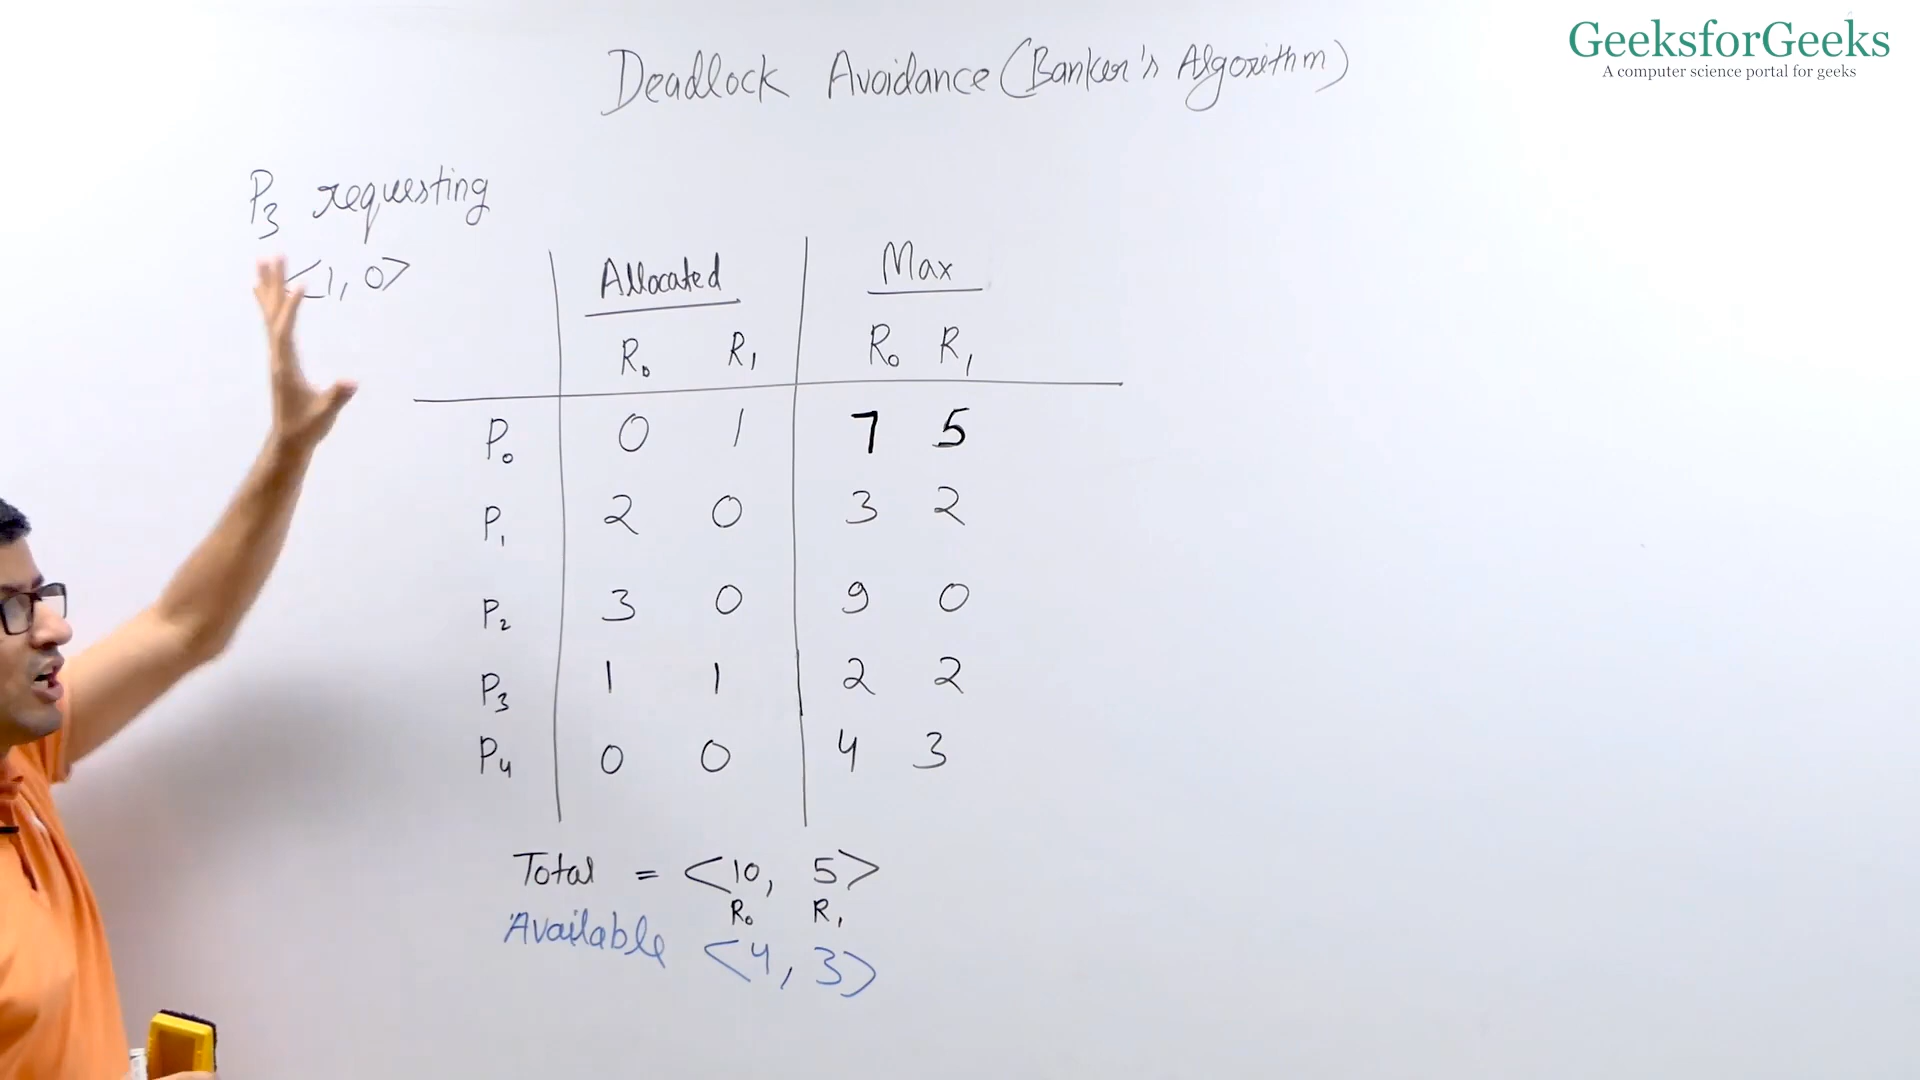 GeeksforGeeks
A computer science portal for geeks
Deadlock Avoidance (Banker's Algorithm)
P3 requesting
<1, 0>
Allocated Max
R0 R1 R0 R1
P0 0 1 7 5
P1 2 0 3 2
P2 3 0 9 0
P3 1 1 2 2
P4 0 0 4 3
Total = <10, 5>
R0 R1
Available <4, 3>